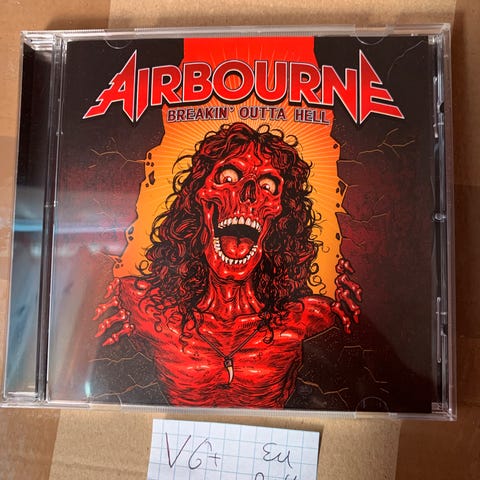 AIRBOURNE
BREAKIN' OUTTA HELL
VG+ EU